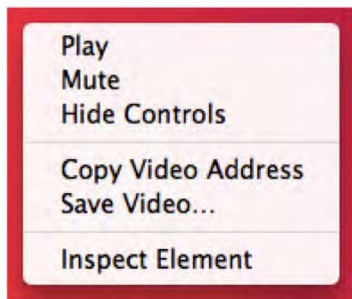 Play
Mute
Hide Controls
Copy Video Address
Save Video...
Inspect Element